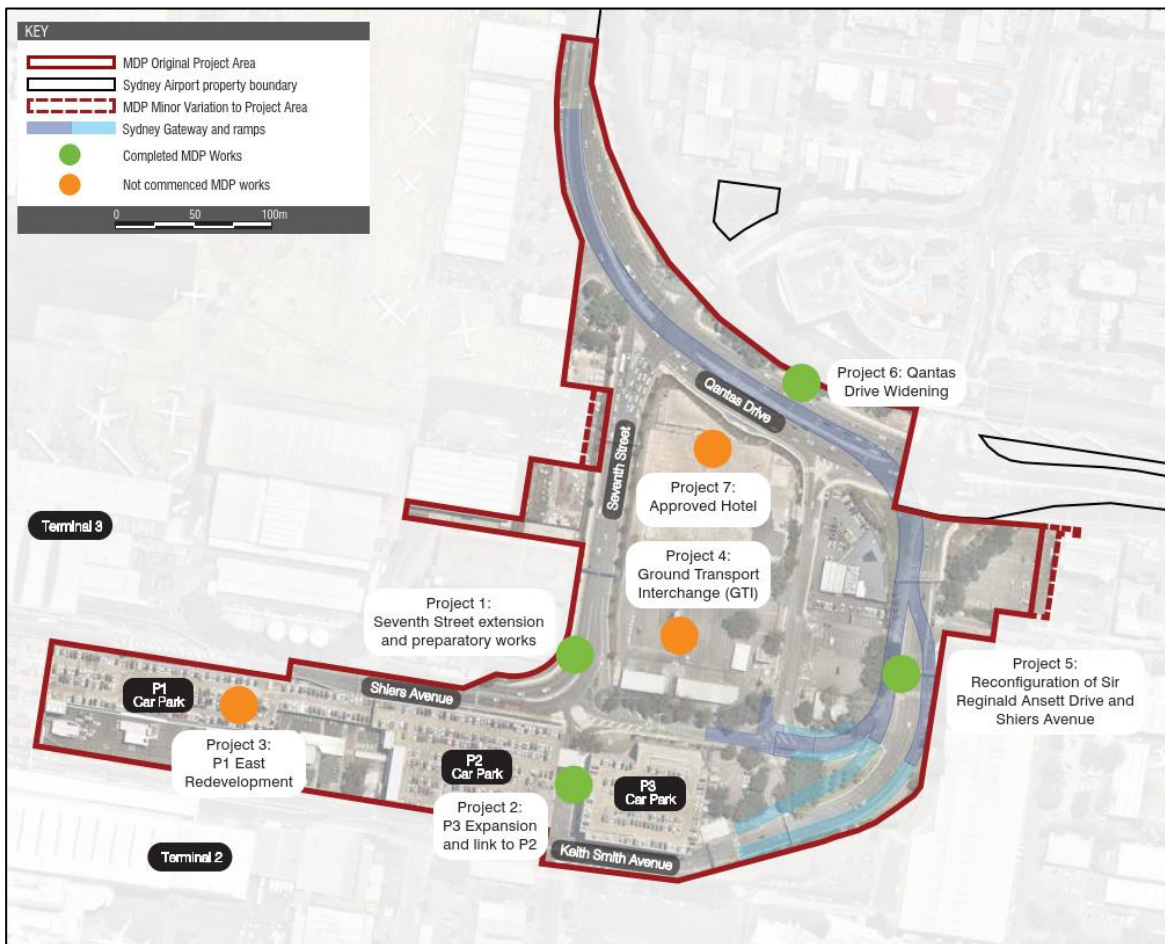 KEY
MDP Original Project Area
Sydney Airport property boundary
MDP Minor Variation to Project Area
Sydney Gateway and ramps
Completed MDP Works
Not commenced MDP works
0 50 100m
Project 6: Qantas
Drive Widening
Qantas Drive
Seventh Street
Project 7:
Approved Hotel
Terminal 3
Project 4:
Ground Transport
Interchange (GTI)
Project 1:
Seventh Street extension
and preparatory works
Project 5:
Reconfiguration of Sir
Reginald Ansett Drive and
Shiers Avenue
Shiers Avenue
P1
Car Park
Project 3:
P1 East
Redevelopment
P2
Car Park
P3
Car Park
Project 2:
P3 Expansion
and link to P2
Keith Smith Avenue
Terminal 2